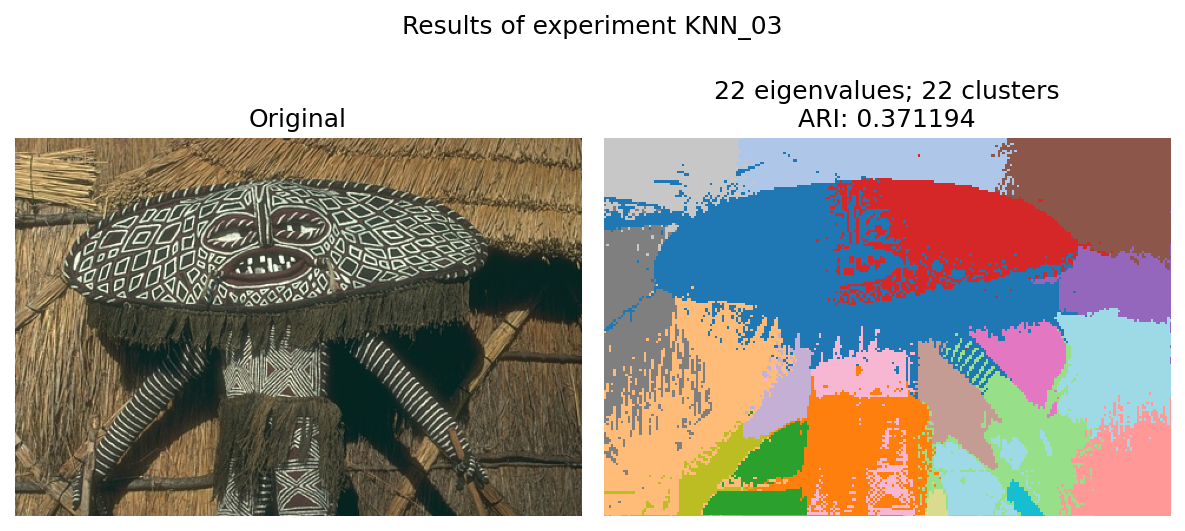 Results of experiment KNN_03
Original
22 eigenvalues; 22 clusters
ARI: 0.371194